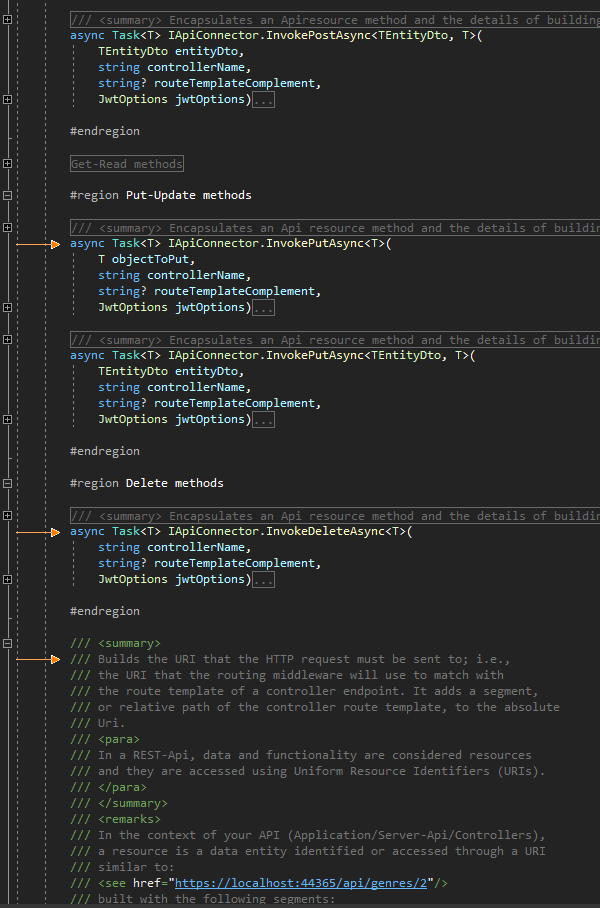 /// <summary> Encapsulates an Apiresource method and the details of building
async Task<T> IApiConnector.InvokePostAsync<TEntityDto, T>(
TEntityDto entityDto,
string controllerName,
string? routeTemplateComplement,
JwtOptions jwtOptions)...
#endregion
Get-Read methods
#region Put-Update methods
/// <summary> Encapsulates an Api resource method and the details of buildin
async Task<T> IApiConnector.InvokePutAsync<T>(
T objectToPut,
string controllerName,
string? routeTemplateComplement,
JwtOptions jwtOptions)...
/// <summary> Encapsulates an Api resource method and the details of buildin
async Task<T> IApiConnector.InvokePutAsync<TEntityDto, T>(
TEntityDto entityDto,
string controllerName,
string? routeTemplateComplement,
JwtOptions jwtOptions)...
#endregion
#region Delete methods
/// <summary> Encapsulates an Api resource method and the details of buildin
async Task<T> IApiConnector.InvokeDeleteAsync<T>(
string controllerName,
string? routeTemplateComplement,
JwtOptions jwtOptions)...
#endregion
/// <summary>
/// Builds the URI that the HTTP request must be sent to; i.e.,
/// the URI that the routing middleware will use to match with
/// the route template of a controller endpoint. It adds a segment,
/// or relative path of the controller route template, to the absolute
/// Uri.
/// <para>
/// In a REST-Api, data and functionality are considered resources
/// and they are accessed using Uniform Resource Identifiers (URIs).
/// </para>
/// </summary>
/// <remarks>
/// In the context of your API (Application/Server-Api/Controllers),
/// a resource is a data entity identified or accessed through a URI
/// similar to:
/// <see href="https://localhost:44365/api/genres/2"/>
/// built with the following segments: